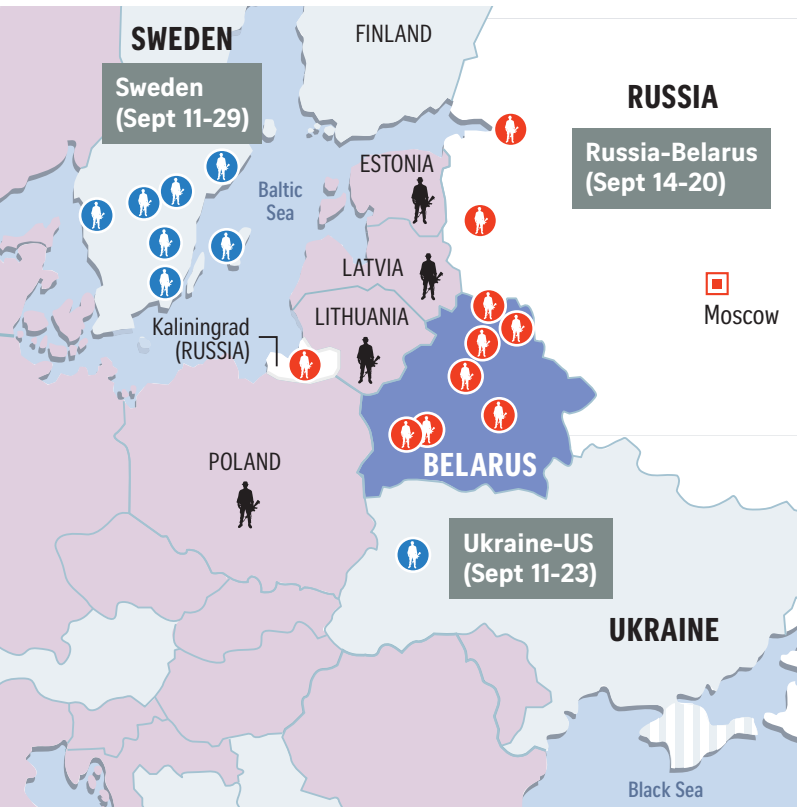 SWEDEN
FINLAND
Sweden
(Sept 11-29)
RUSSIA
Russia-Belarus
(Sept 14-20)
ESTONIA
Baltic
Sea
LATVIA
Moscow
LITHUANIA
Kaliningrad
(RUSSIA)
POLAND
BELARUS
Ukraine-US
(Sept 11-23)
UKRAINE
Black Sea